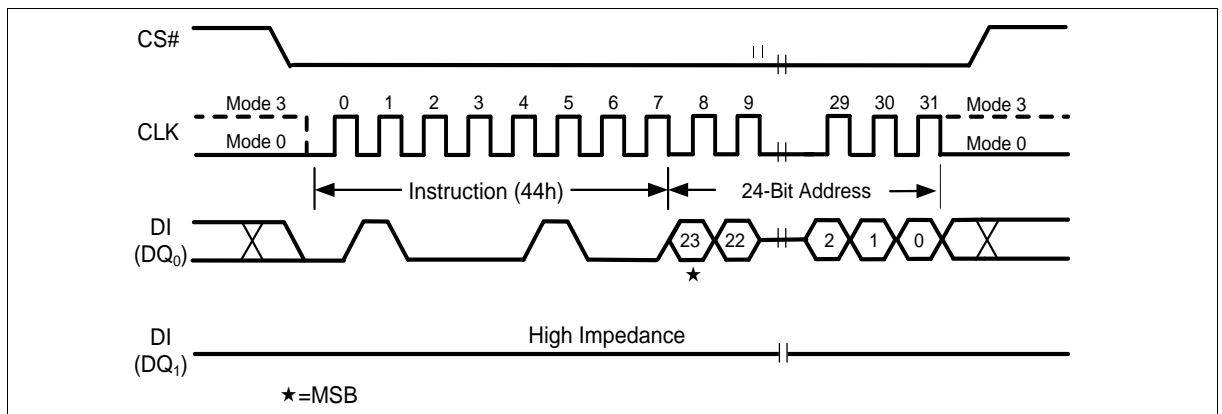 CS#
Mode 3 0 1 2 3 4 5 6 7 8 9 29 30 31 Mode 3
CLK
Mode 0 Mode 0
Instruction (44h) 24-Bit Address
DI
(DQ0)
23 22 2 1 0
★
DI
(DQ1)
High Impedance
★=MSB